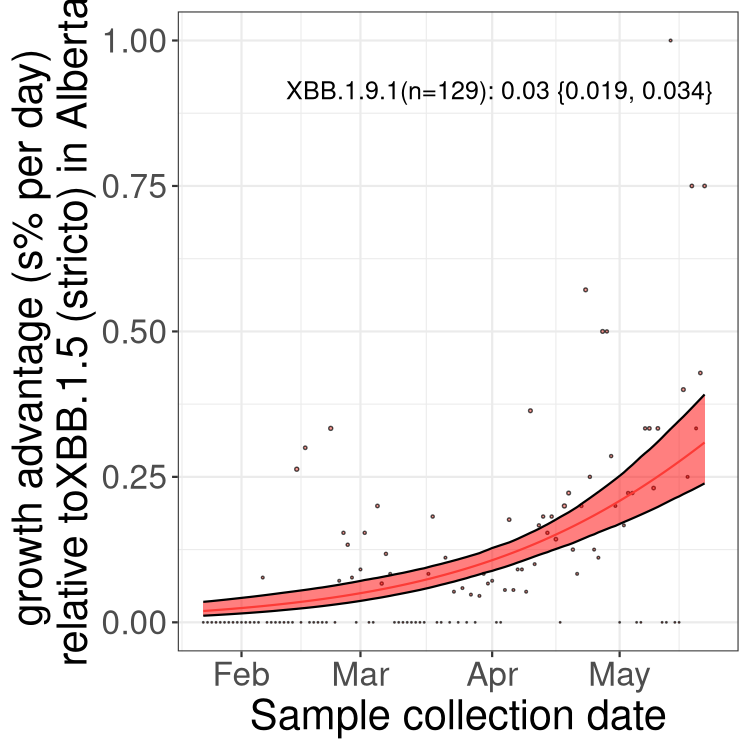 growth advantage (s% per day)
relative toXBB.1.5 (stricto) in Alberta
1.00
0.75
0.50
0.25
0.00
XBB.1.9.1(n=129): 0.03 {0.019, 0.034}
Feb Mar Apr May
Sample collection date